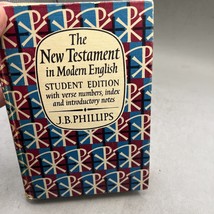 The
New Testament
in Modern English
STUDENT EDITION
with verse numbers, index
and introductory notes
J.B.PHILLIPS